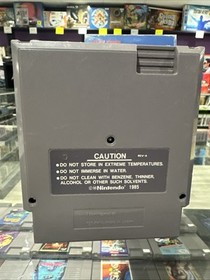 CAUTION
•DO NOT STORE IN EXTREME TEMPERATURES.
•DO NOT IMMERSE IN WATER.
•DO NOT CLEAN WITH BENZENE, THINNER,
ALCOHOL OR OTHER SUCH SOLVENTS.
©®Nintendo 1985